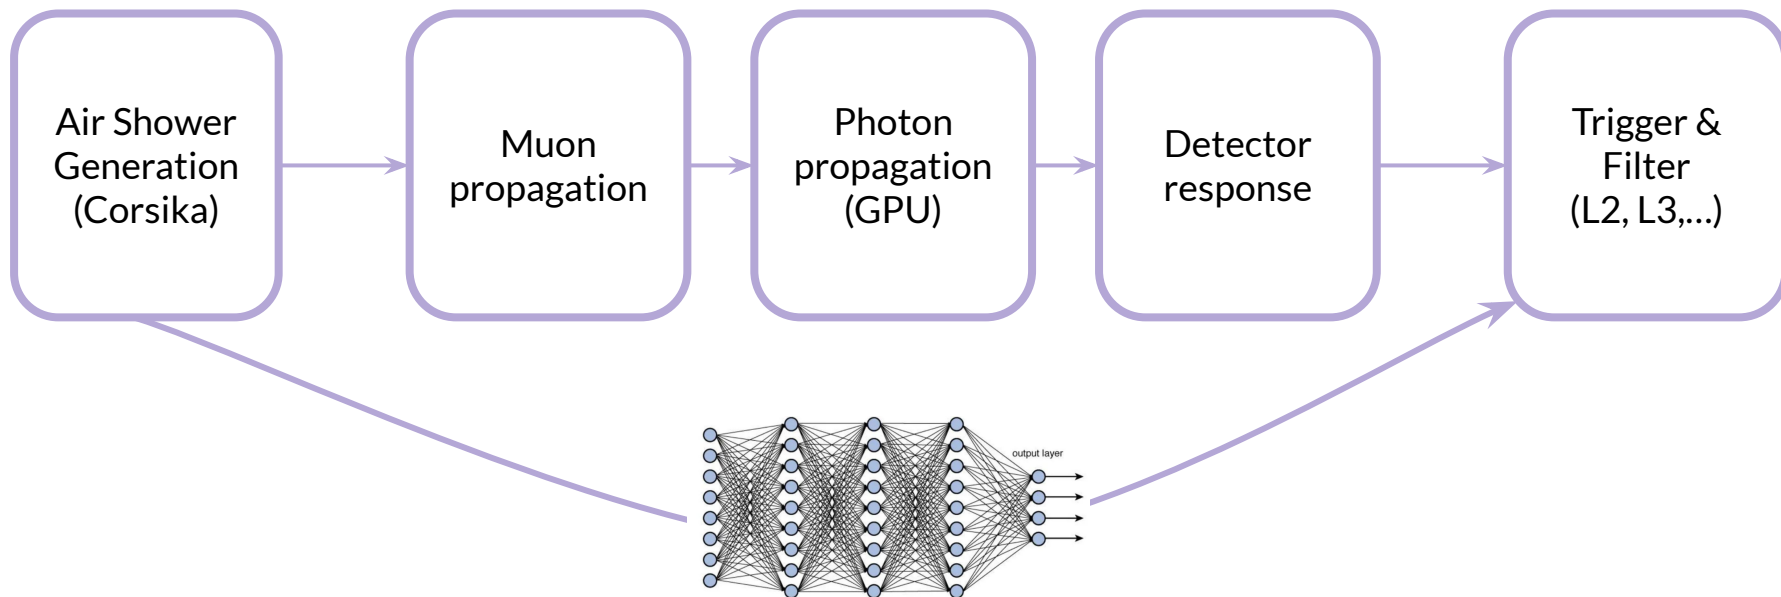 Air Shower
Generation
(Corsika)
Muon
propagation
Photon
propagation
(GPU)
Detector
response
Trigger &
Filter
(L2, L3,...)
output layer